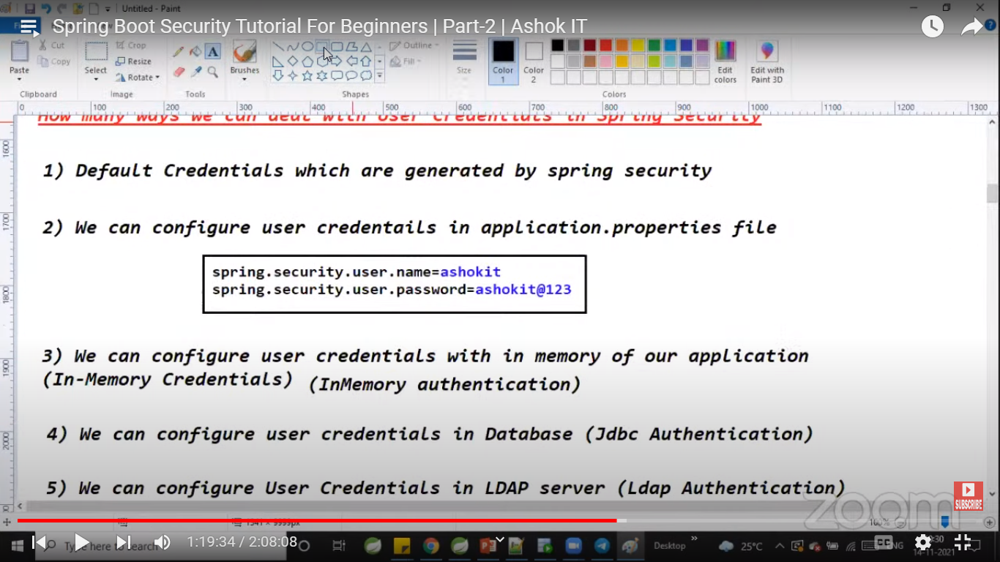 Untitled - Paint
Spring Boot Security Tutorial For Beginners | Part-2 | Ashok IT
Cut
Crop
Outline
Copy
Resize
Fill
Paste
Select
Rotate
Brushes
Size
Color
1
Color
2
Edit
colors
Edit with
Paint 3D
Clipboard
Image
Tools
Shapes
Colors
0 100 200 300 400 500 600 700 800 900 1000 1100 1200 1300
How many ways we can deal with User Credentials in Spring Security
1600
1) Default Credentials which are generated by spring security
1700
2) We can configure user credentails in application.properties file
spring.security.user.name=ashokit
1800
spring.security.user.password=ashokit@123
3) We can configure user credentials with in memory of our application
1900
(In-Memory Credentials) (InMemory authentication)
4) We can configure user credentials in Database (Jdbc Authentication)
2000
5) We can configure User Credentials in LDAP server (Ldap Authentication)
SUBSCRIBE
zoom
100%
1:19:34 / 2:08:08
Type here to search
Desktop
25°C
CC
ENG
14-11-2021